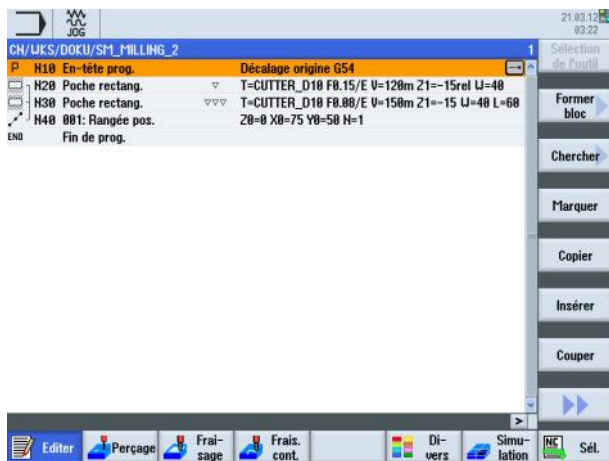 JOG
21.03.12
03:22
CN/WKS/DOKU/SM_MILLING_2 1
Sélection de l'outil
P N10 En-tête prog. Décalage origine G54
N20 Poche rectang. ▽ T=CUTTER_D10 F0.15/E V=120m Z1=-15rel W=40
N30 Poche rectang. ▽▽▽ T=CUTTER_D10 F0.08/E V=150m Z1=-15 W=40 L=60
N40 001: Rangée pos. Z0=0 X0=75 Y0=50 N=1
END Fin de prog.
Former bloc
Chercher
Marquer
Copier
Insérer
Couper
Editer
Perçage
Frai-
sage
Frais.
cont.
Di-
vers
Simu-
lation
NC
Sél.